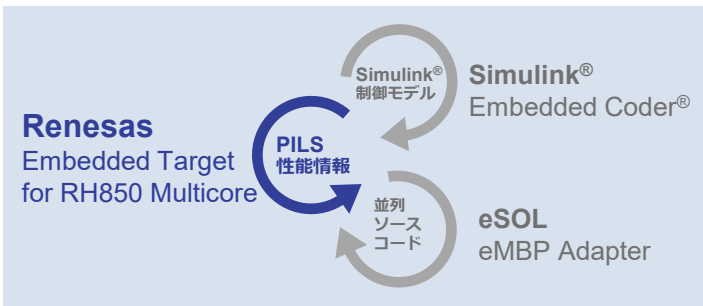 Simulink®
制御モデル
Simulink®
Embedded Coder®
Renesas
Embedded Target
for RH850 Multicore
PILS
性能情報
並列
ソース
コード
eSOL
eMBP Adapter